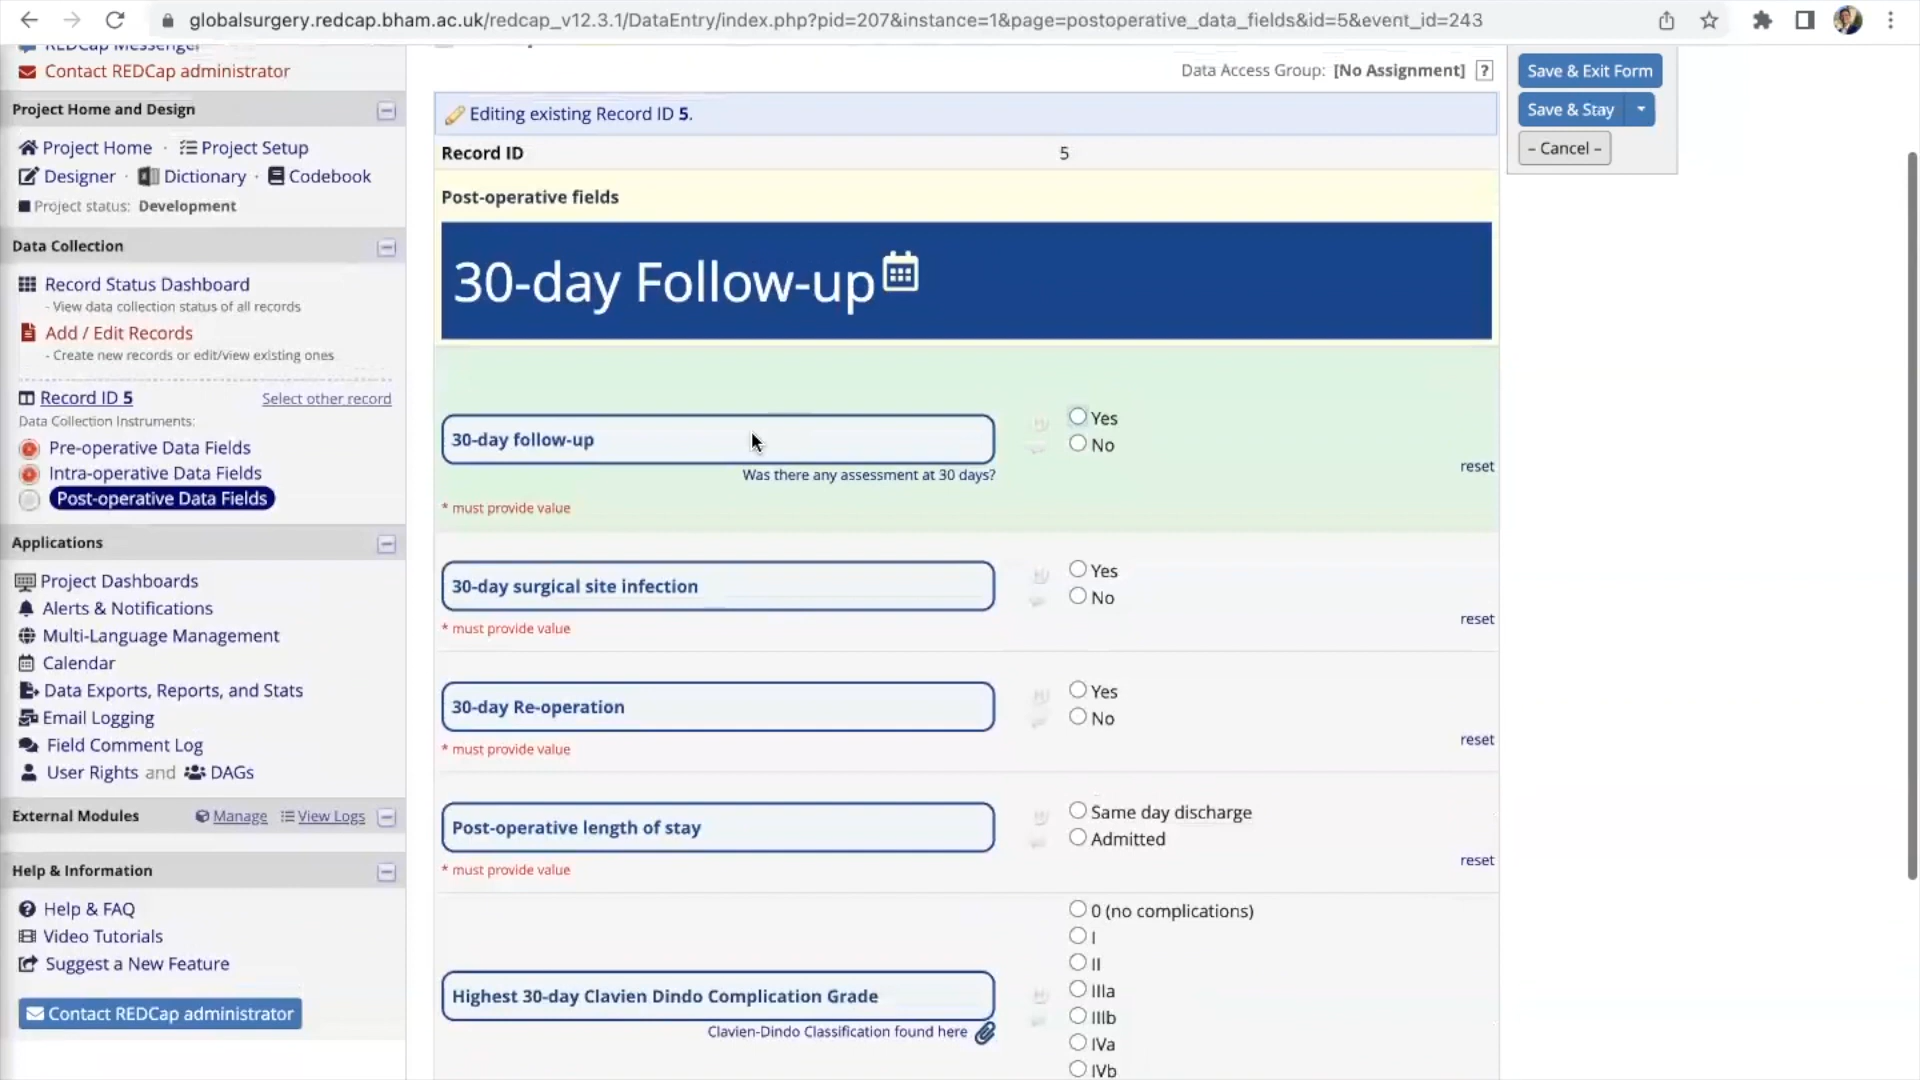 globalsurgery.redcap.bham.ac.uk/redcap_v12.3.1/DataEntry/index.php?pid=207&instance=1&page=postoperative_data_fields&id=5&event_id=243
REDCap Messenger
Contact REDCap administrator
Project Home and Design
Project Home · Project Setup
Designer · Dictionary · Codebook
Project status: Development
Data Collection
Record Status Dashboard
- View data collection status of all records
Add / Edit Records
- Create new records or edit/view existing ones
Record ID 5 Select other record
Data Collection Instruments:
Pre-operative Data Fields
Intra-operative Data Fields
Post-operative Data Fields
Applications
Project Dashboards
Alerts & Notifications
Multi-Language Management
Calendar
Data Exports, Reports, and Stats
Email Logging
Field Comment Log
User Rights and DAGs
External Modules Manage View Logs
Help & Information
Help & FAQ
Video Tutorials
Suggest a New Feature
Contact REDCap administrator
Data Access Group: [No Assignment] ?
Editing existing Record ID 5.
Record ID 5
Post-operative fields
30-day Follow-up
30-day follow-up
Was there any assessment at 30 days?
* must provide value
Yes
No
reset
30-day surgical site infection
* must provide value
Yes
No
reset
30-day Re-operation
* must provide value
Yes
No
reset
Post-operative length of stay
* must provide value
Same day discharge
Admitted
reset
Highest 30-day Clavien Dindo Complication Grade
Clavien-Dindo Classification found here
0 (no complications)
I
II
IIIa
IIIb
IVa
IVb
Save & Exit Form
Save & Stay
– Cancel –